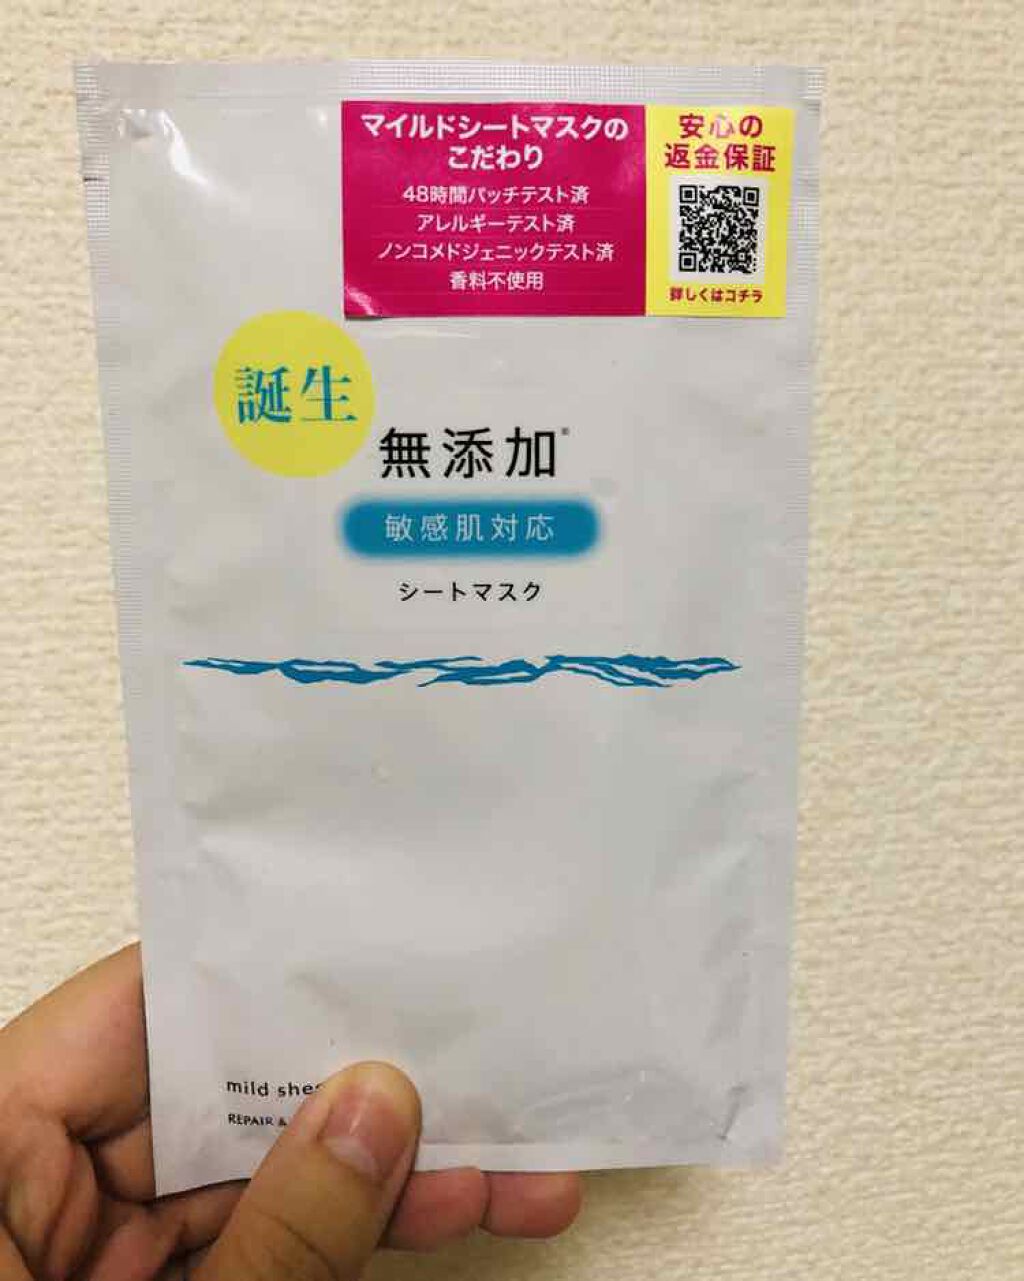 マイルドシートマスクの
こだわり
48時間パッチテスト済
アレルギーテスト済
ノンコメドジェニックテスト済
香料不使用
安心の
返金保証
詳しくはコチラ
誕生
無添加※
敏感肌対応
シートマスク
mild
REPAIR &